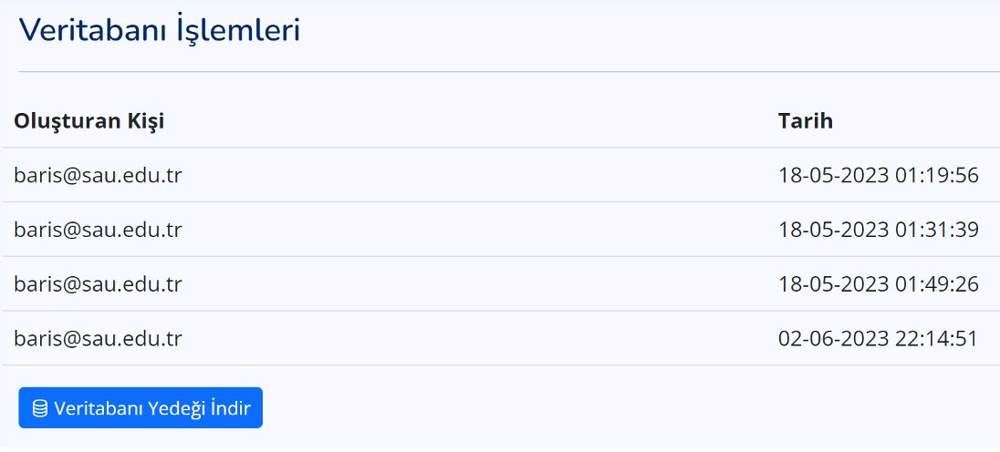 Veritabanı İşlemleri
Oluşturan Kişi Tarih
baris@sau.edu.tr 18-05-2023 01:19:56
baris@sau.edu.tr 18-05-2023 01:31:39
baris@sau.edu.tr 18-05-2023 01:49:26
baris@sau.edu.tr 02-06-2023 22:14:51
Veritabanı Yedeği İndir